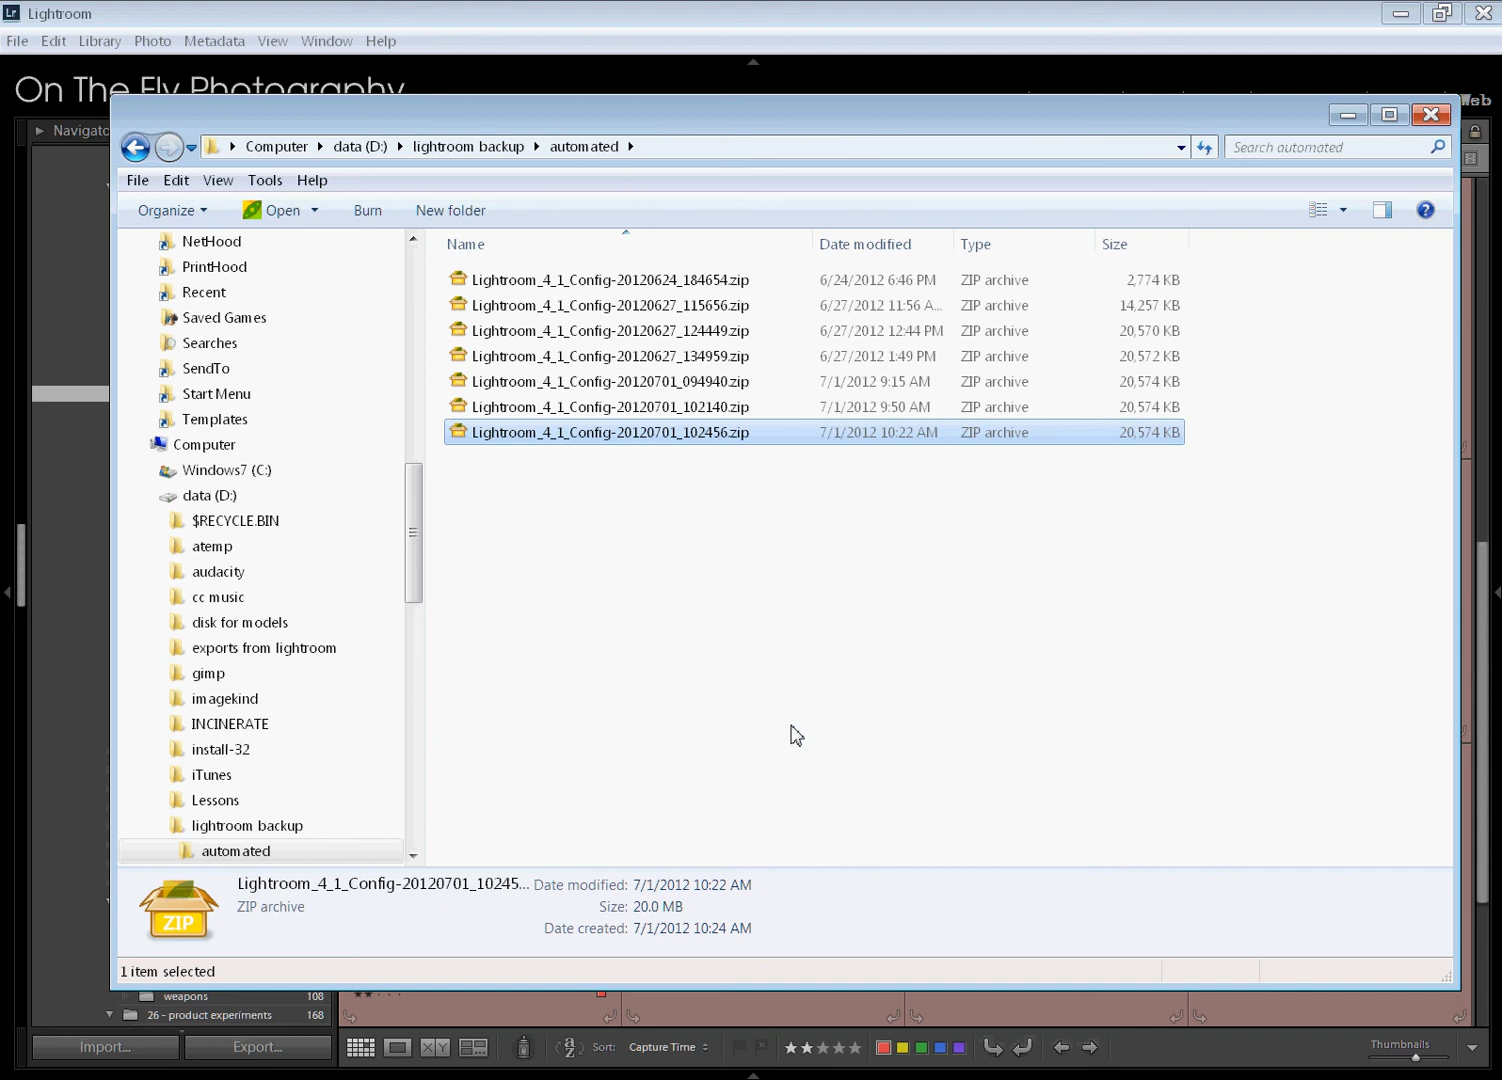 Lr Lightroom
File Edit Library Photo Metadata View Window Help
On The Fly Photography
Navigato
Computer data (D:) lightroom backup automated
Search automated
File Edit View Tools Help
Organize Open Burn New folder
Name Date modified Type Size
Lightroom_4_1_Config-20120624_184654.zip 6/24/2012 6:46 PM ZIP archive 2,774 KB
Lightroom_4_1_Config-20120627_115656.zip 6/27/2012 11:56 A... ZIP archive 14,257 KB
Lightroom_4_1_Config-20120627_124449.zip 6/27/2012 12:44 PM ZIP archive 20,570 KB
Lightroom_4_1_Config-20120627_134959.zip 6/27/2012 1:49 PM ZIP archive 20,572 KB
Lightroom_4_1_Config-20120701_094940.zip 7/1/2012 9:15 AM ZIP archive 20,574 KB
Lightroom_4_1_Config-20120701_102140.zip 7/1/2012 9:50 AM ZIP archive 20,574 KB
Lightroom_4_1_Config-20120701_102456.zip 7/1/2012 10:22 AM ZIP archive 20,574 KB
NetHood
PrintHood
Recent
Saved Games
Searches
SendTo
Start Menu
Templates
Computer
Windows7 (C:)
data (D:)
$RECYCLE.BIN
atemp
audacity
cc music
disk for models
exports from lightroom
gimp
imagekind
INCINERATE
install-32
iTunes
Lessons
lightroom backup
automated
ZIP
Lightroom_4_1_Config-20120701_10245... Date modified: 7/1/2012 10:22 AM
ZIP archive Size: 20.0 MB
Date created: 7/1/2012 10:24 AM
1 item selected
weapons 108
26 - product experiments 168
Import... Export... XY Sort: Capture Time Thumbnails